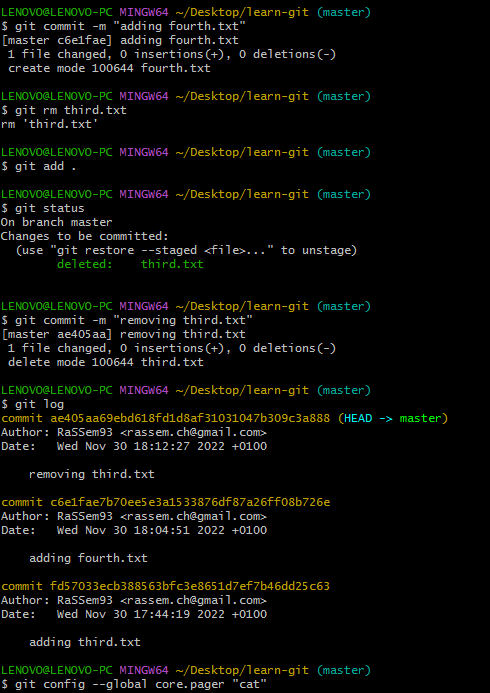 LENOVO@LENOVO-PC MINGW64 ~/Desktop/learn-git (master)
$ git commit -m "adding fourth.txt"
[master c6e1fae] adding fourth.txt
 1 file changed, 0 insertions(+), 0 deletions(-)
 create mode 100644 fourth.txt

LENOVO@LENOVO-PC MINGW64 ~/Desktop/learn-git (master)
$ git rm third.txt
rm 'third.txt'

LENOVO@LENOVO-PC MINGW64 ~/Desktop/learn-git (master)
$ git add .

LENOVO@LENOVO-PC MINGW64 ~/Desktop/learn-git (master)
$ git status
On branch master
Changes to be committed:
  (use "git restore --staged <file>..." to unstage)
        deleted:    third.txt


LENOVO@LENOVO-PC MINGW64 ~/Desktop/learn-git (master)
$ git commit -m "removing third.txt"
[master ae405aa] removing third.txt
 1 file changed, 0 insertions(+), 0 deletions(-)
 delete mode 100644 third.txt

LENOVO@LENOVO-PC MINGW64 ~/Desktop/learn-git (master)
$ git log
commit ae405aa69ebd618fd1d8af31031047b309c3a888 (HEAD -> master)
Author: RaSSem93 <rassem.ch@gmail.com>
Date:   Wed Nov 30 18:12:27 2022 +0100

    removing third.txt

commit c6e1fae7b70ee5e3a1533876df87a26ff08b726e
Author: RaSSem93 <rassem.ch@gmail.com>
Date:   Wed Nov 30 18:04:51 2022 +0100

    adding fourth.txt

commit fd57033ecb388563bfc3e8651d7ef7b46dd25c63
Author: RaSSem93 <rassem.ch@gmail.com>
Date:   Wed Nov 30 17:44:19 2022 +0100

    adding third.txt

LENOVO@LENOVO-PC MINGW64 ~/Desktop/learn-git (master)
$ git config --global core.pager "cat"